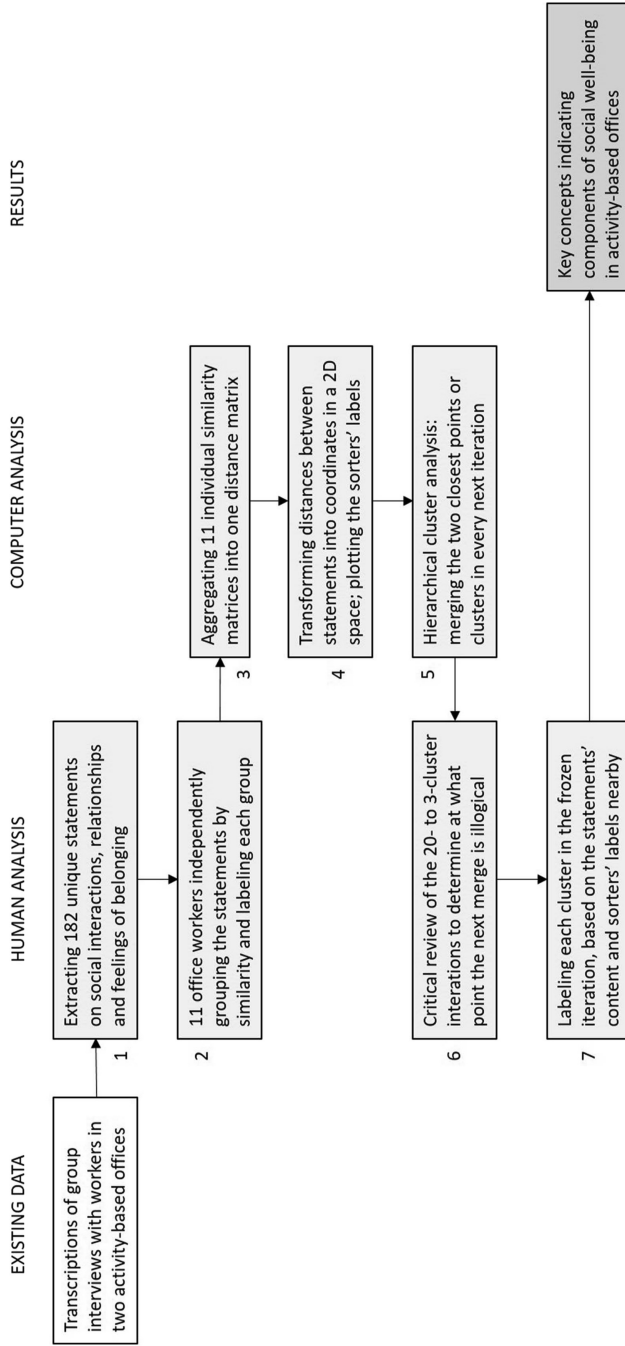 EXISTING DATA
HUMAN ANALYSIS
COMPUTER ANALYSIS
RESULTS
Transcriptions of group
interviews with workers in
two activity-based offices
Extracting 182 unique statements
on social interactions, relationships
and feelings of belonging
1
11 office workers independently
grouping the statements by
similarity and labeling each group
2
Aggregating 11 individual similarity
matrices into one distance matrix
3
Transforming distances between
statements into coordinates in a 2D
space; plotting the sorters’ labels
4
Hierarchical cluster analysis:
merging the two closest points or
clusters in every next iteration
5
Critical review of the 20- to 3-cluster
interations to determine at what
point the next merge is illogical
6
Labeling each cluster in the frozen
iteration, based on the statements’
content and sorters’ labels nearby
7
Key concepts indicating
components of social well-being
in activity-based offices